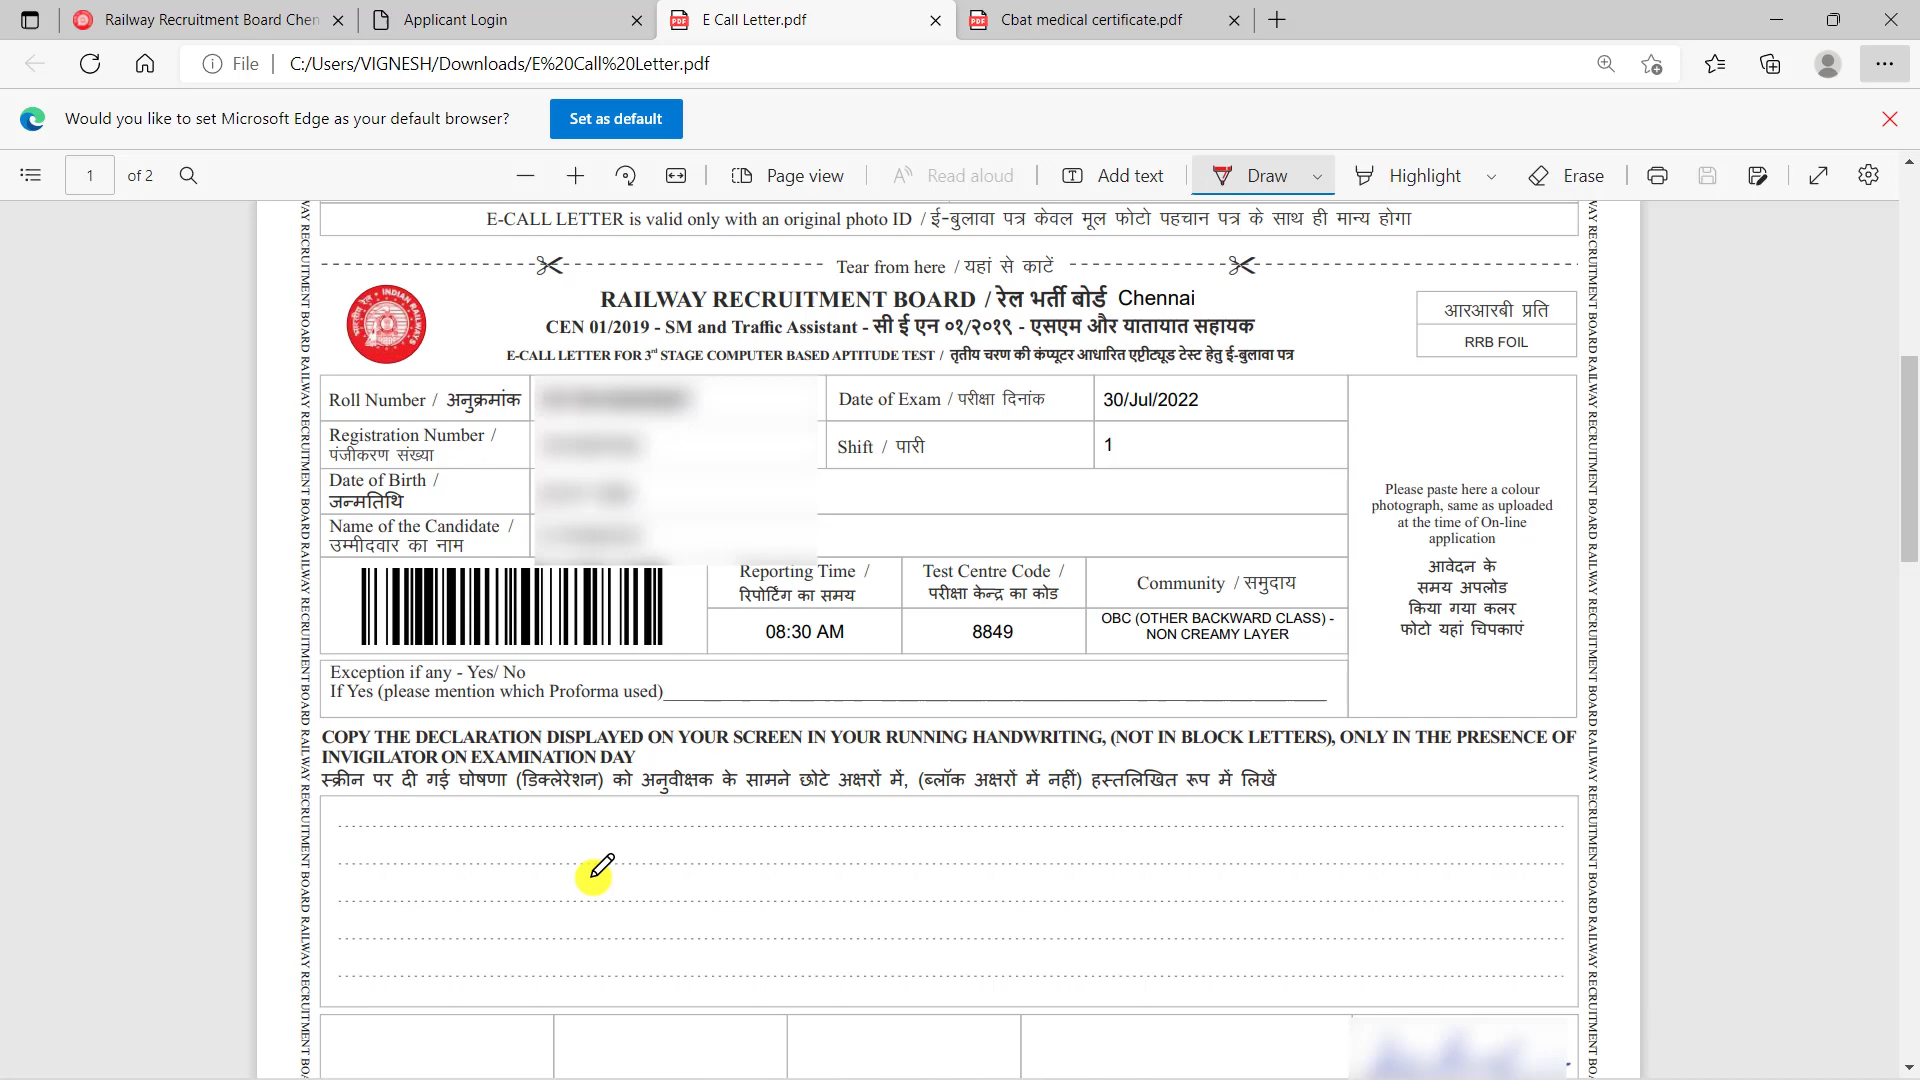 Railway Recruitment Board Chen
Applicant Login
E Call Letter.pdf
Cbat medical certificate.pdf
File
C:/Users/VIGNESH/Downloads/E%20Call%20Letter.pdf
Would you like to set Microsoft Edge as your default browser?
Set as default
1
of 2
Page view
Read aloud
Add text
Draw
Highlight
Erase
E-CALL LETTER is valid only with an original photo ID / ई-बुलावा पत्र केवल मूल फोटो पहचान पत्र के साथ ही मान्य होगा
Tear from here / यहां से काटें
RAILWAY RECRUITMENT BOARD / रेल भर्ती बोर्ड Chennai
CEN 01/2019 - SM and Traffic Assistant - सी ई एन ०१/२०१९ - एसएम और यातायात सहायक
E-CALL LETTER FOR 3rd STAGE COMPUTER BASED APTITUDE TEST / तृतीय चरण की कंप्यूटर आधारित एप्टीट्यूड टेस्ट हेतु ई-बुलावा पत्र
आरआरबी प्रति
RRB FOIL
Roll Number / अनुक्रमांक
Date of Exam / परीक्षा दिनांक
30/Jul/2022
Registration Number /
पंजीकरण संख्या
Shift / पारी
1
Date of Birth /
जन्मतिथि
Name of the Candidate /
उम्मीदवार का नाम
Please paste here a colour
photograph, same as uploaded
at the time of On-line
application
आवेदन के
समय अपलोड
किया गया कलर
फोटो यहां चिपकाएं
Reporting Time /
रिपोर्टिंग का समय
Test Centre Code /
परीक्षा केन्द्र का कोड
Community / समुदाय
08:30 AM
8849
OBC (OTHER BACKWARD CLASS) -
NON CREAMY LAYER
Exception if any - Yes/ No
If Yes (please mention which Proforma used)
COPY THE DECLARATION DISPLAYED ON YOUR SCREEN IN YOUR RUNNING HANDWRITING, (NOT IN BLOCK LETTERS), ONLY IN THE PRESENCE OF
INVIGILATOR ON EXAMINATION DAY
स्क्रीन पर दी गई घोषणा (डिक्लेरेशन) को अनुवीक्षक के सामने छोटे अक्षरों में, (ब्लॉक अक्षरों में नहीं) हस्तलिखित रूप में लिखें